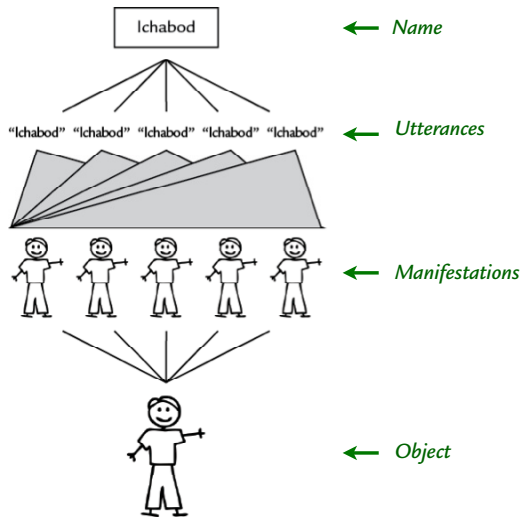 Ichabod
Name
“Ichabod” “Ichabod” “Ichabod” “Ichabod” “Ichabod”
Utterances
Manifestations
Object